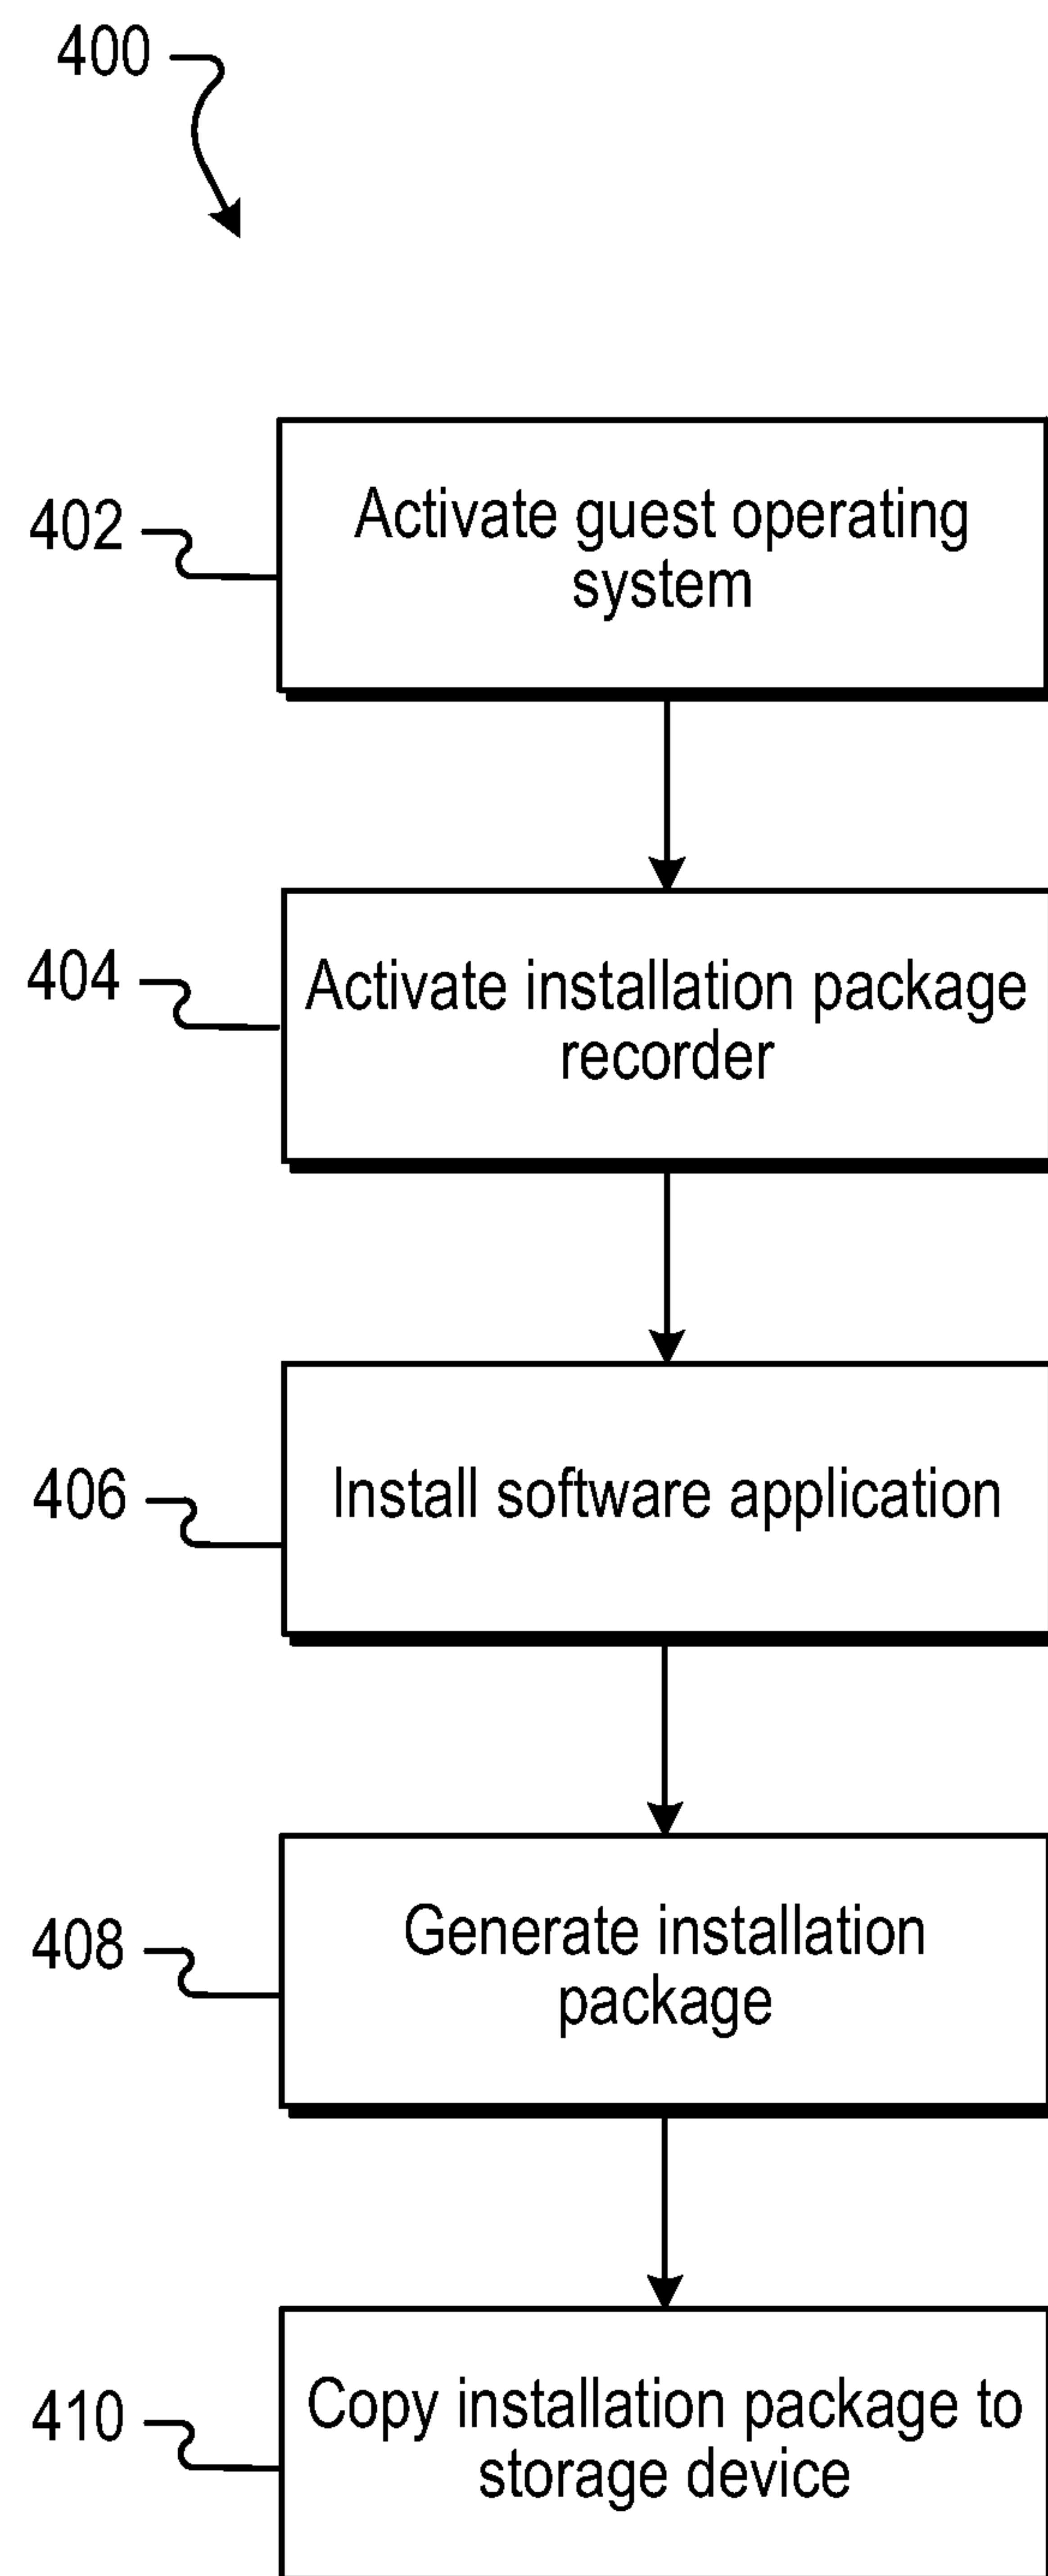 400
402
Activate guest operating
system
404
Activate installation package
recorder
406
Install software application
408
Generate installation
package
410
Copy installation package to
storage device